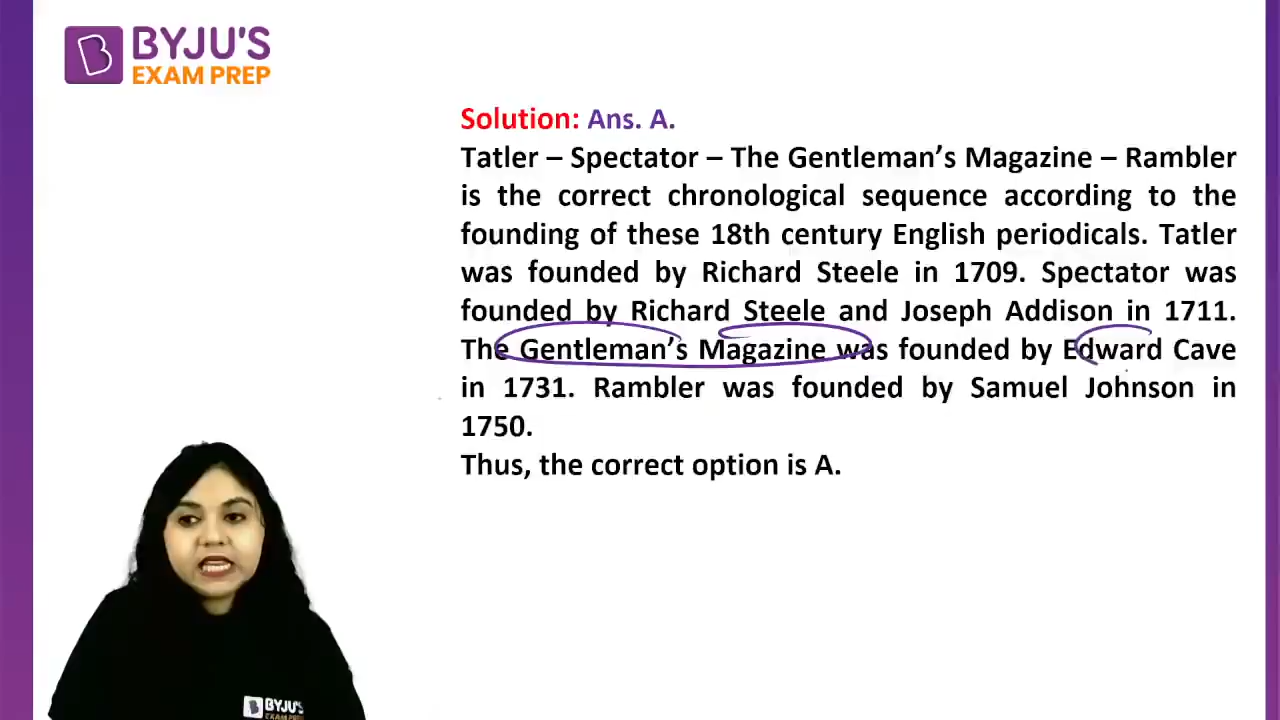 BYJU'S
EXAM PREP
Solution: Ans. A.
Tatler – Spectator – The Gentleman’s Magazine – Rambler
is the correct chronological sequence according to the
founding of these 18th century English periodicals. Tatler
was founded by Richard Steele in 1709. Spectator was
founded by Richard Steele and Joseph Addison in 1711.
The Gentleman’s Magazine was founded by Edward Cave
in 1731. Rambler was founded by Samuel Johnson in
1750.
Thus, the correct option is A.
BYJU'S
EXAM PREP